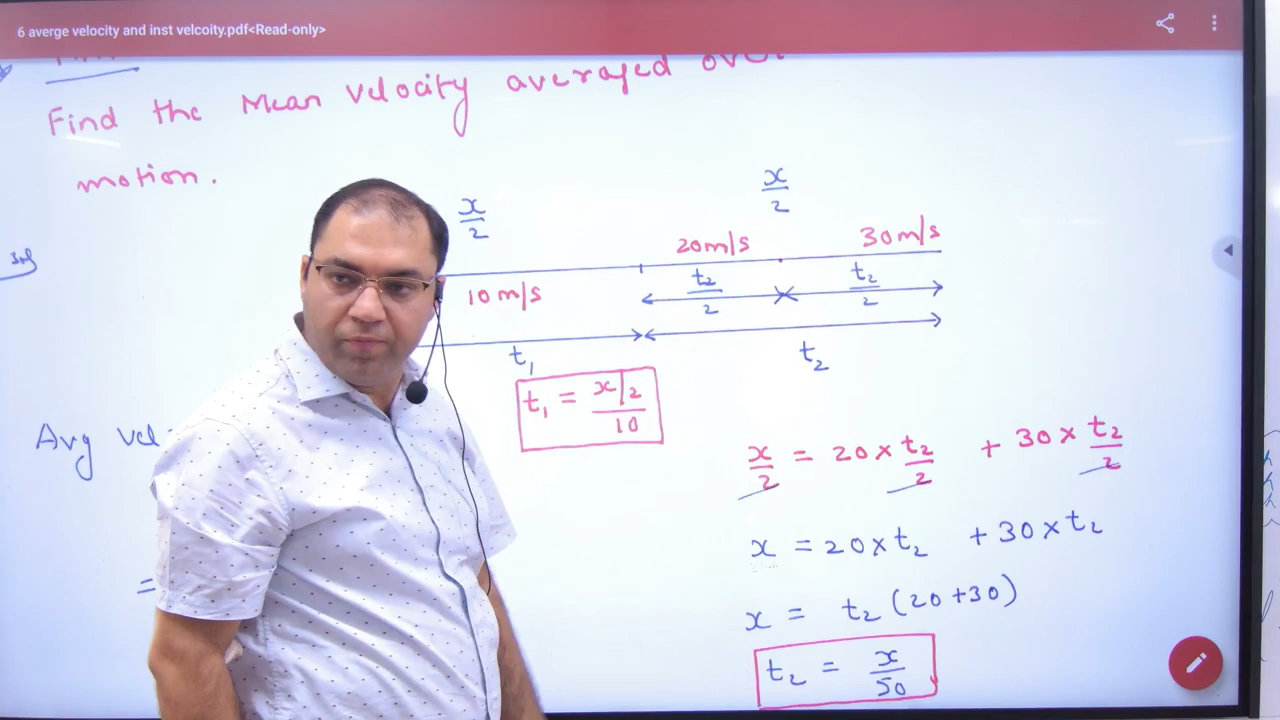 6 averge velocity and inst velcoity.pdf<Read-only>
Find the Mean velocity averaged over
motion.
x/2 x/2
20m/s 30m/s
10 m/s t₂/2 t₂/2
t₁ t₂
t₁ = x/2 / 10
Avg vel
x/2 = 20 × t₂/2 + 30 × t₂/2
x = 20 × t₂ + 30 × t₂
=
x = t₂ (20 + 30)
t₂ = x/50